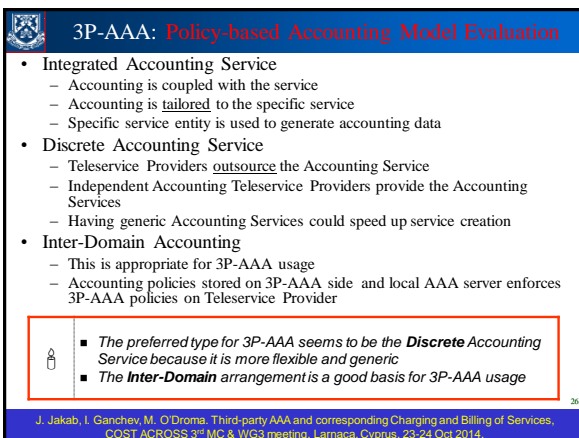 3P-AAA: Policy-based Accounting Model Evaluation
• Integrated Accounting Service
– Accounting is coupled with the service
– Accounting is tailored to the specific service
– Specific service entity is used to generate accounting data
• Discrete Accounting Service
– Teleservice Providers outsource the Accounting Service
– Independent Accounting Teleservice Providers provide the Accounting
Services
– Having generic Accounting Services could speed up service creation
• Inter-Domain Accounting
– This is appropriate for 3P-AAA usage
– Accounting policies stored on 3P-AAA side and local AAA server enforces
3P-AAA policies on Teleservice Provider
■ The preferred type for 3P-AAA seems to be the Discrete Accounting
Service because it is more flexible and generic
■ The Inter-Domain arrangement is a good basis for 3P-AAA usage
26
J. Jakab, I. Ganchev, M. O'Droma. Third-party AAA and corresponding Charging and Billing of Services,
COST ACROSS 3rd MC & WG3 meeting, Larnaca, Cyprus, 23-24 Oct 2014.